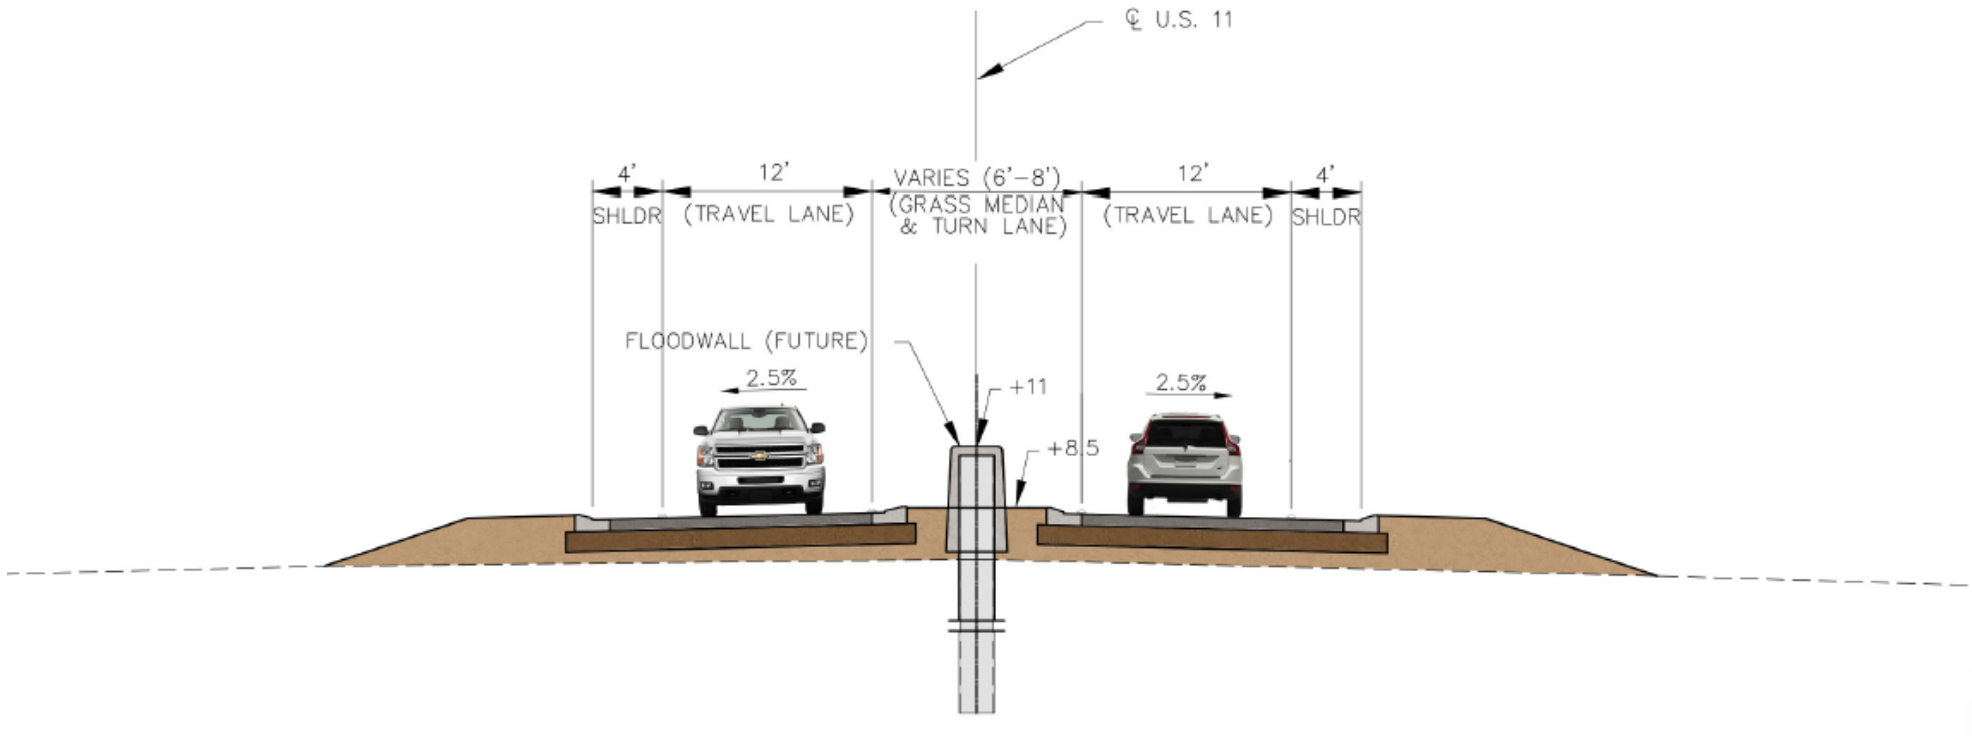 ℄ U.S. 11
4' 12' VARIES (6'-8') 12' 4'
SHLDR (TRAVEL LANE) (GRASS MEDIAN (TRAVEL LANE) SHLDR
& TURN LANE)
FLOODWALL (FUTURE)
2.5% +11 2.5%
+8.5